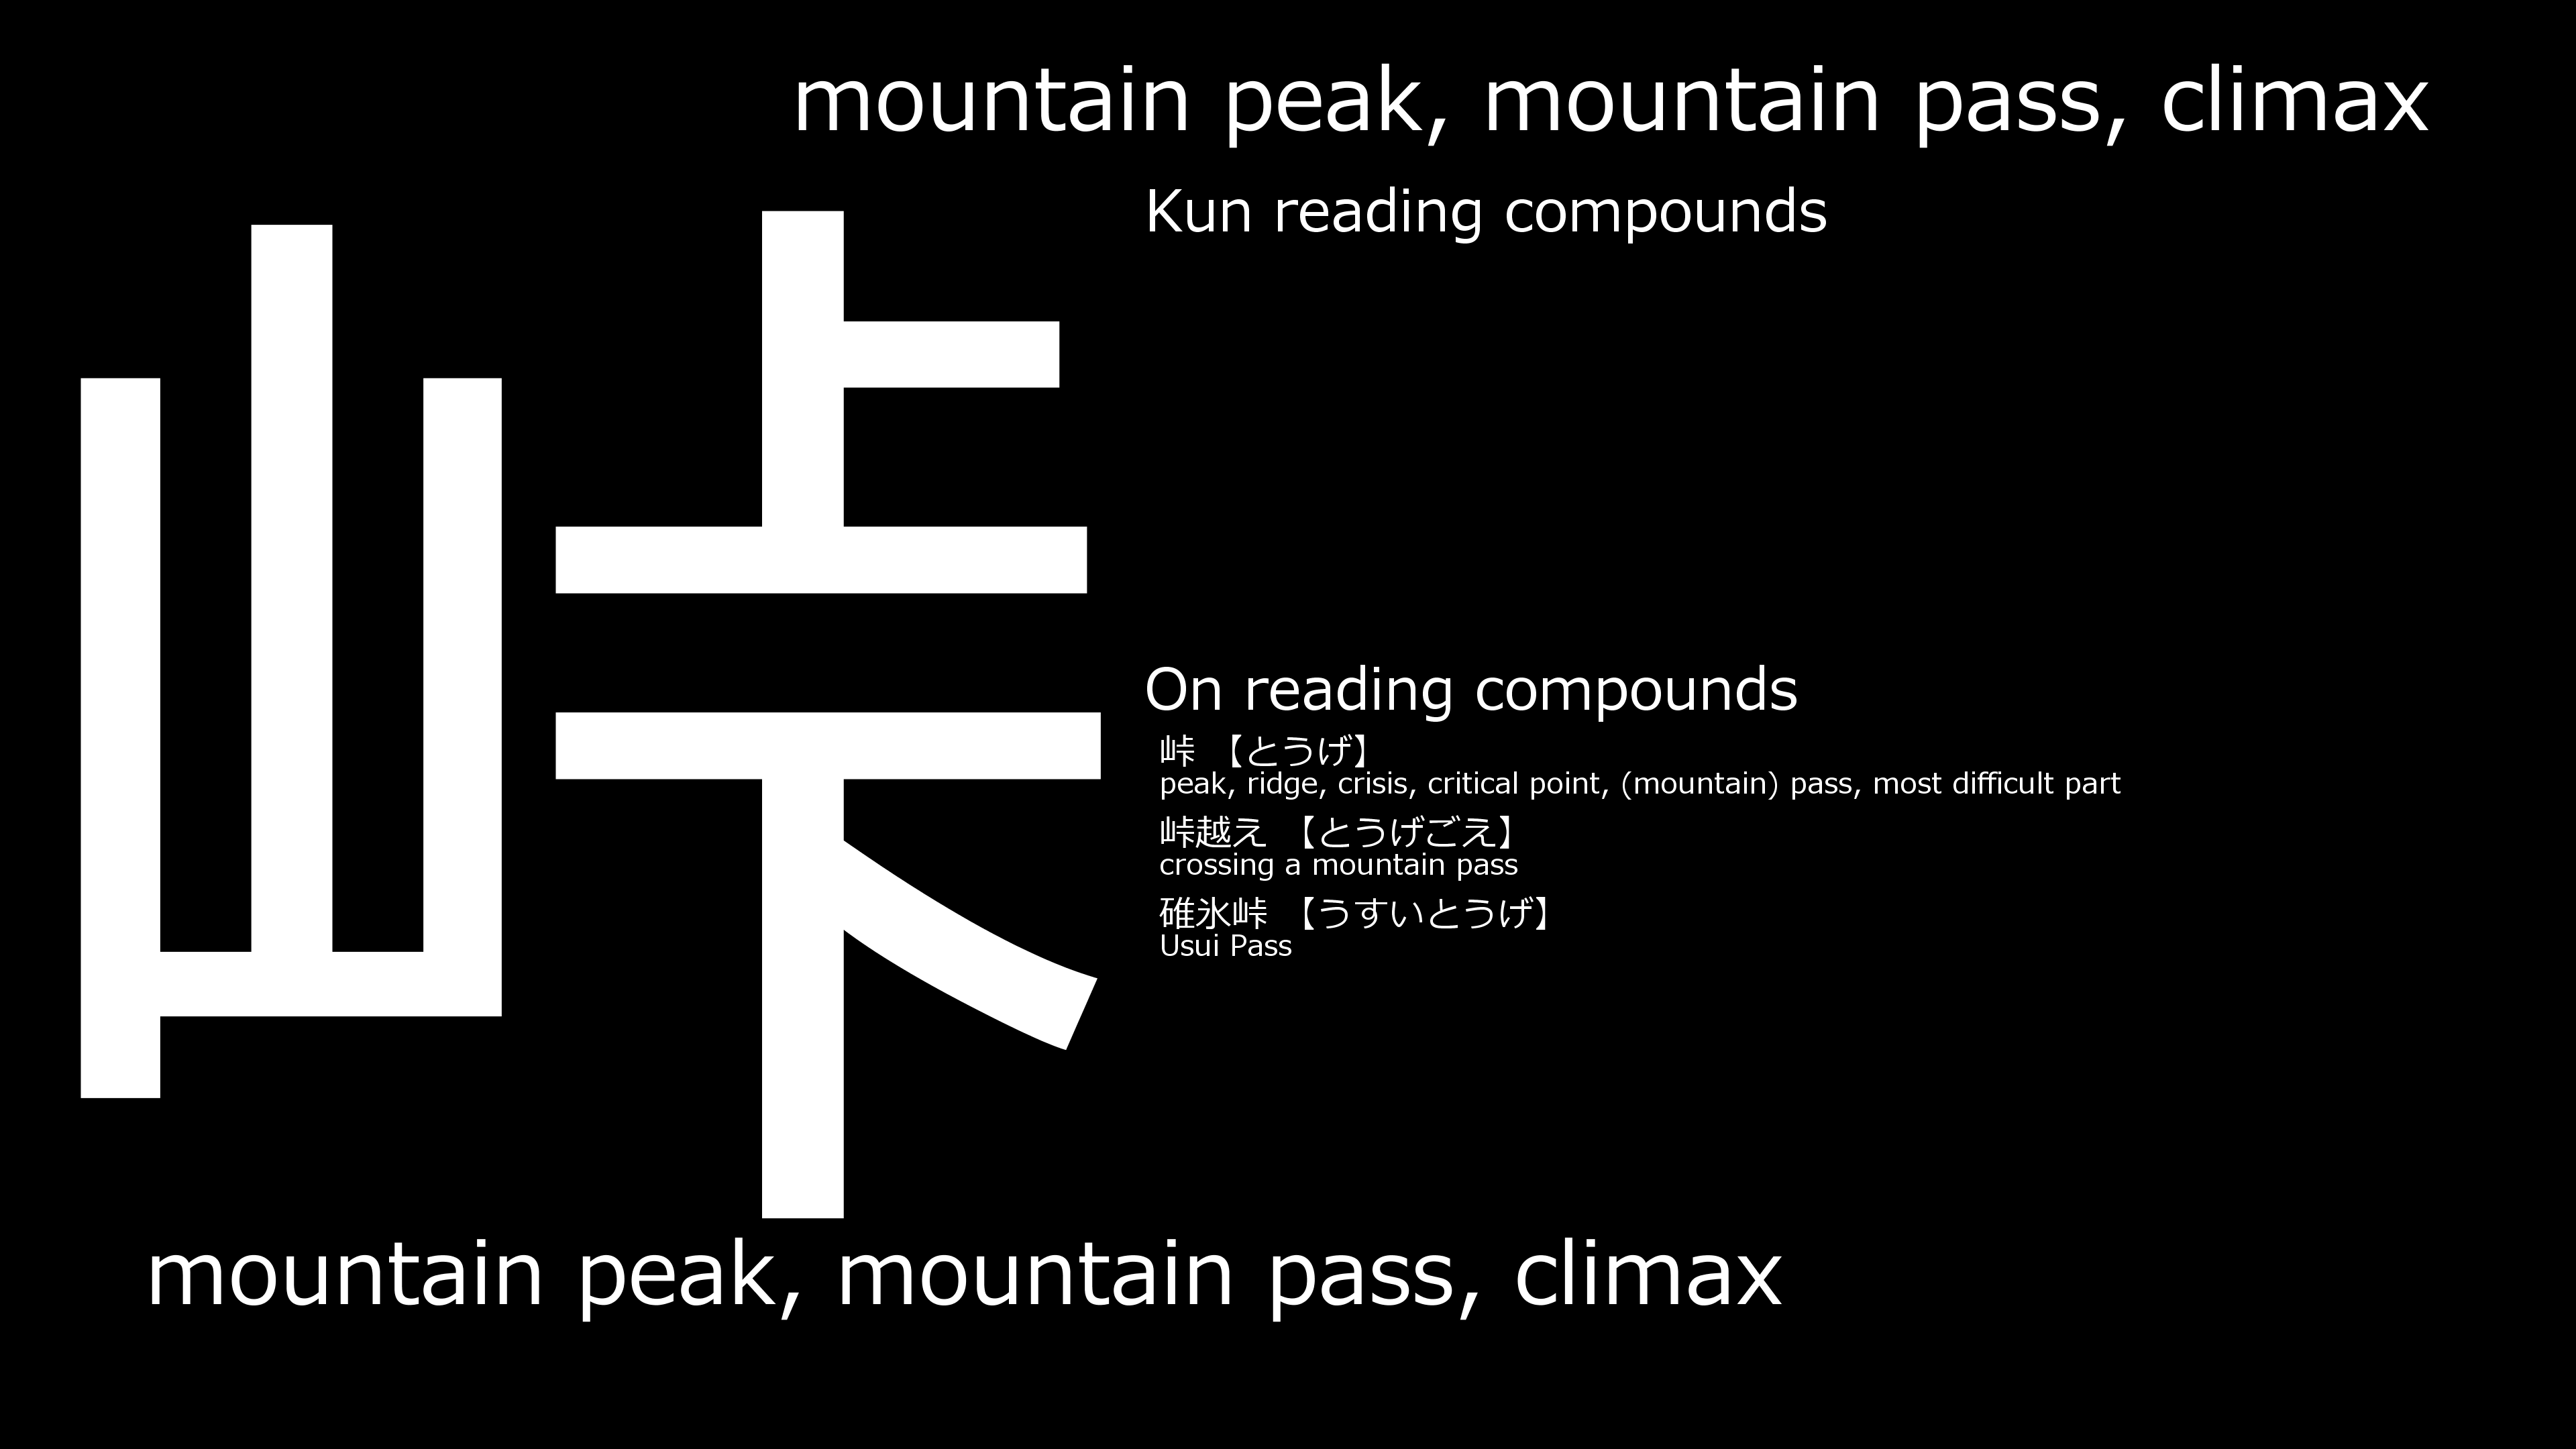 mountain peak, mountain pass, climax
Kun reading compounds
峠
On reading compounds
峠 【とうげ】
peak, ridge, crisis, critical point, (mountain) pass, most difficult part
峠越え 【とうげごえ】
crossing a mountain pass
碓氷峠 【うすいとうげ】
Usui Pass
mountain peak, mountain pass, climax